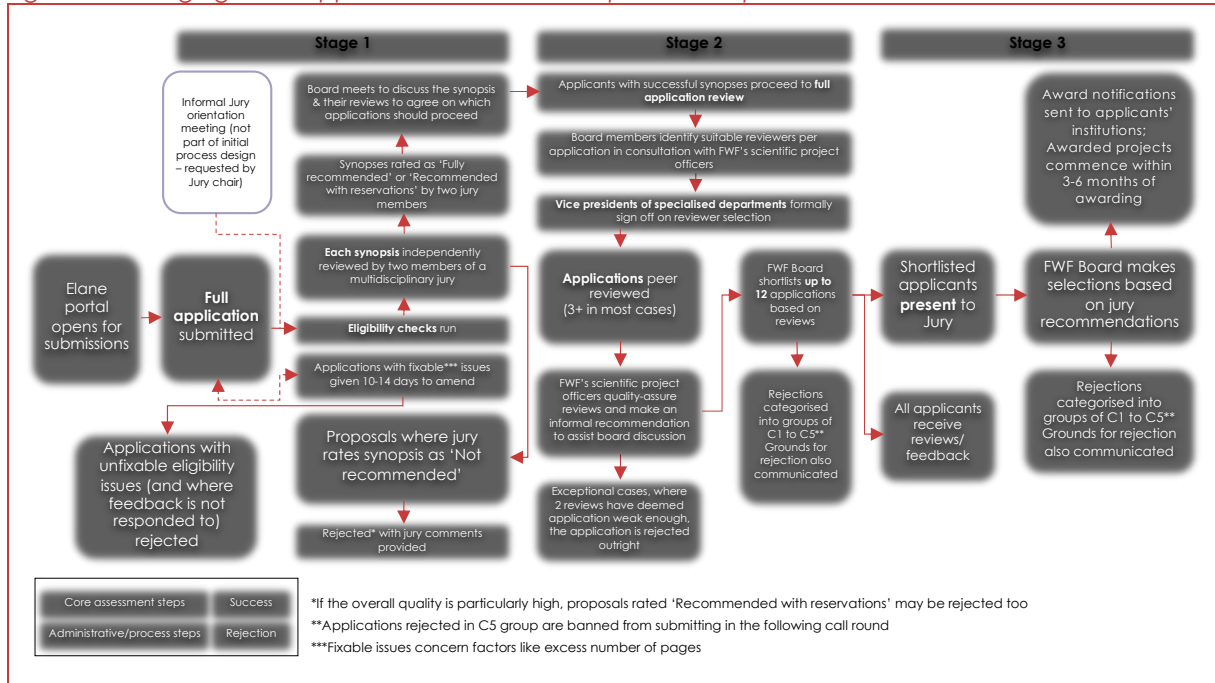 Stage 1
Stage 2
Stage 3
Informal Jury
orientation
meeting (not
part of initial
process design
– requested by
Jury chair)
Board meets to discuss the synopsis
& their reviews to agree on which
applications should proceed
Synopses rated as ‘Fully
recommended’ or ‘Recommended
with reservations’ by two jury
members
Each synopsis independently
reviewed by two members of a
multidisciplinary jury
Eligibility checks run
Elane
portal
opens for
submissions
Full
application
submitted
Applications with fixable*** issues
given 10-14 days to amend
Applications with
unfixable eligibility
issues (and where
feedback is not
responded to)
rejected
Proposals where jury
rates synopsis as ‘Not
recommended’
Rejected* with jury comments
provided
Applicants with successful synopses proceed to full
application review
Board members identify suitable reviewers per
application in consultation with FWF’s scientific project
officers
Vice presidents of specialised departments formally
sign off on reviewer selection
Applications peer
reviewed
(3+ in most cases)
FWF’s scientific project
officers quality-assure
reviews and make an
informal recommendation
to assist board discussion
Exceptional cases, where
2 reviews have deemed
application weak enough,
the application is rejected
outright
FWF Board
shortlists up to
12 applications
based on
reviews
Rejections
categorised
into groups of
C1 to C5**
Grounds for
rejection also
communicated
Shortlisted
applicants
present to
Jury
All applicants
receive
reviews/
feedback
Award notifications
sent to applicants’
institutions;
Awarded projects
commence within
3-6 months of
awarding
FWF Board makes
selections based
on jury
recommendations
Rejections
categorised into
groups of C1 to C5**
Grounds for rejection
also communicated
Core assessment steps
Success
Administrative/process steps
Rejection
*If the overall quality is particularly high, proposals rated ‘Recommended with reservations’ may be rejected too
**Applications rejected in C5 group are banned from submitting in the following call round
***Fixable issues concern factors like excess number of pages